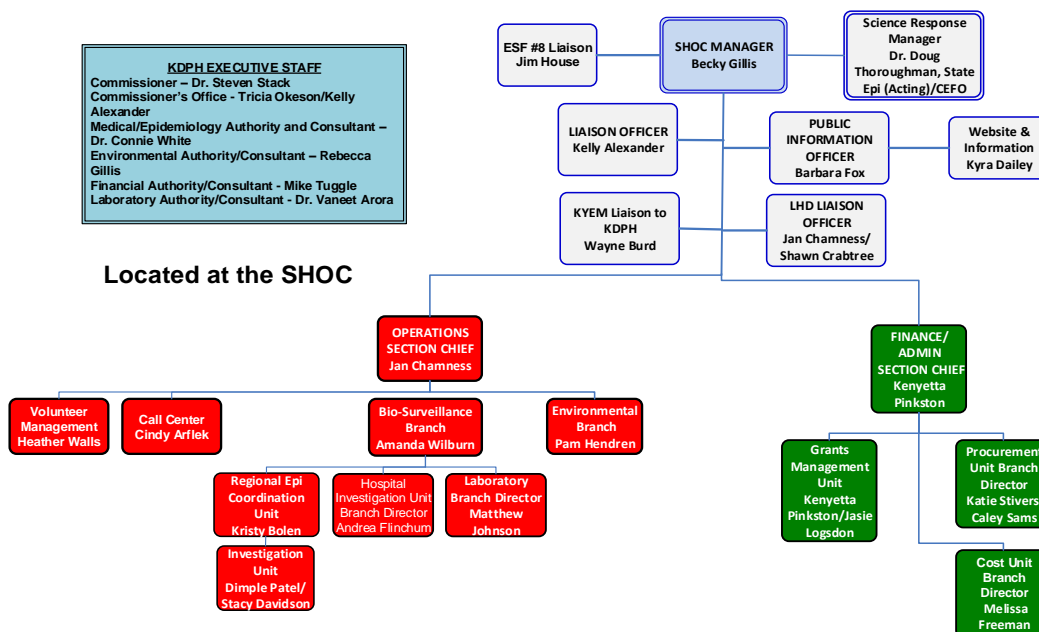 KDPH EXECUTIVE STAFF
Commissioner – Dr. Steven Stack
Commissioner's Office - Tricia Okeson/Kelly
Alexander
Medical/Epidemiology Authority and Consultant –
Dr. Connie White
Environmental Authority/Consultant – Rebecca
Gillis
Financial Authority/Consultant - Mike Tuggle
Laboratory Authority/Consultant - Dr. Vaneet Arora
ESF #8 Liaison
Jim House
SHOC MANAGER
Becky Gillis
Science Response
Manager
Dr. Doug
Thoroughman, State
Epi (Acting)/CEFO
LIAISON OFFICER
Kelly Alexander
PUBLIC
INFORMATION
OFFICER
Barbara Fox
Website &
Information
Kyra Dailey
KYEM Liaison to
KDPH
Wayne Burd
LHD LIAISON
OFFICER
Jan Chamness/
Shawn Crabtree
Located at the SHOC
OPERATIONS
SECTION CHIEF
Jan Chamness
FINANCE/
ADMIN
SECTION CHIEF
Kenyetta
Pinkston
Volunteer
Management
Heather Walls
Call Center
Cindy Arflek
Bio-Surveillance
Branch
Amanda Wilburn
Environmental
Branch
Pam Hendren
Regional Epi
Coordination
Unit
Kristy Bolen
Hospital
Investigation Unit
Branch Director
Andrea Flinchum
Laboratory
Branch Director
Matthew
Johnson
Investigation
Unit
Dimple Patel/
Stacy Davidson
Grants
Management
Unit
Kenyetta
Pinkston/Jasie
Logsdon
Procurement
Unit Branch
Director
Katie Stivers
Caley Sams
Cost Unit
Branch
Director
Melissa
Freeman